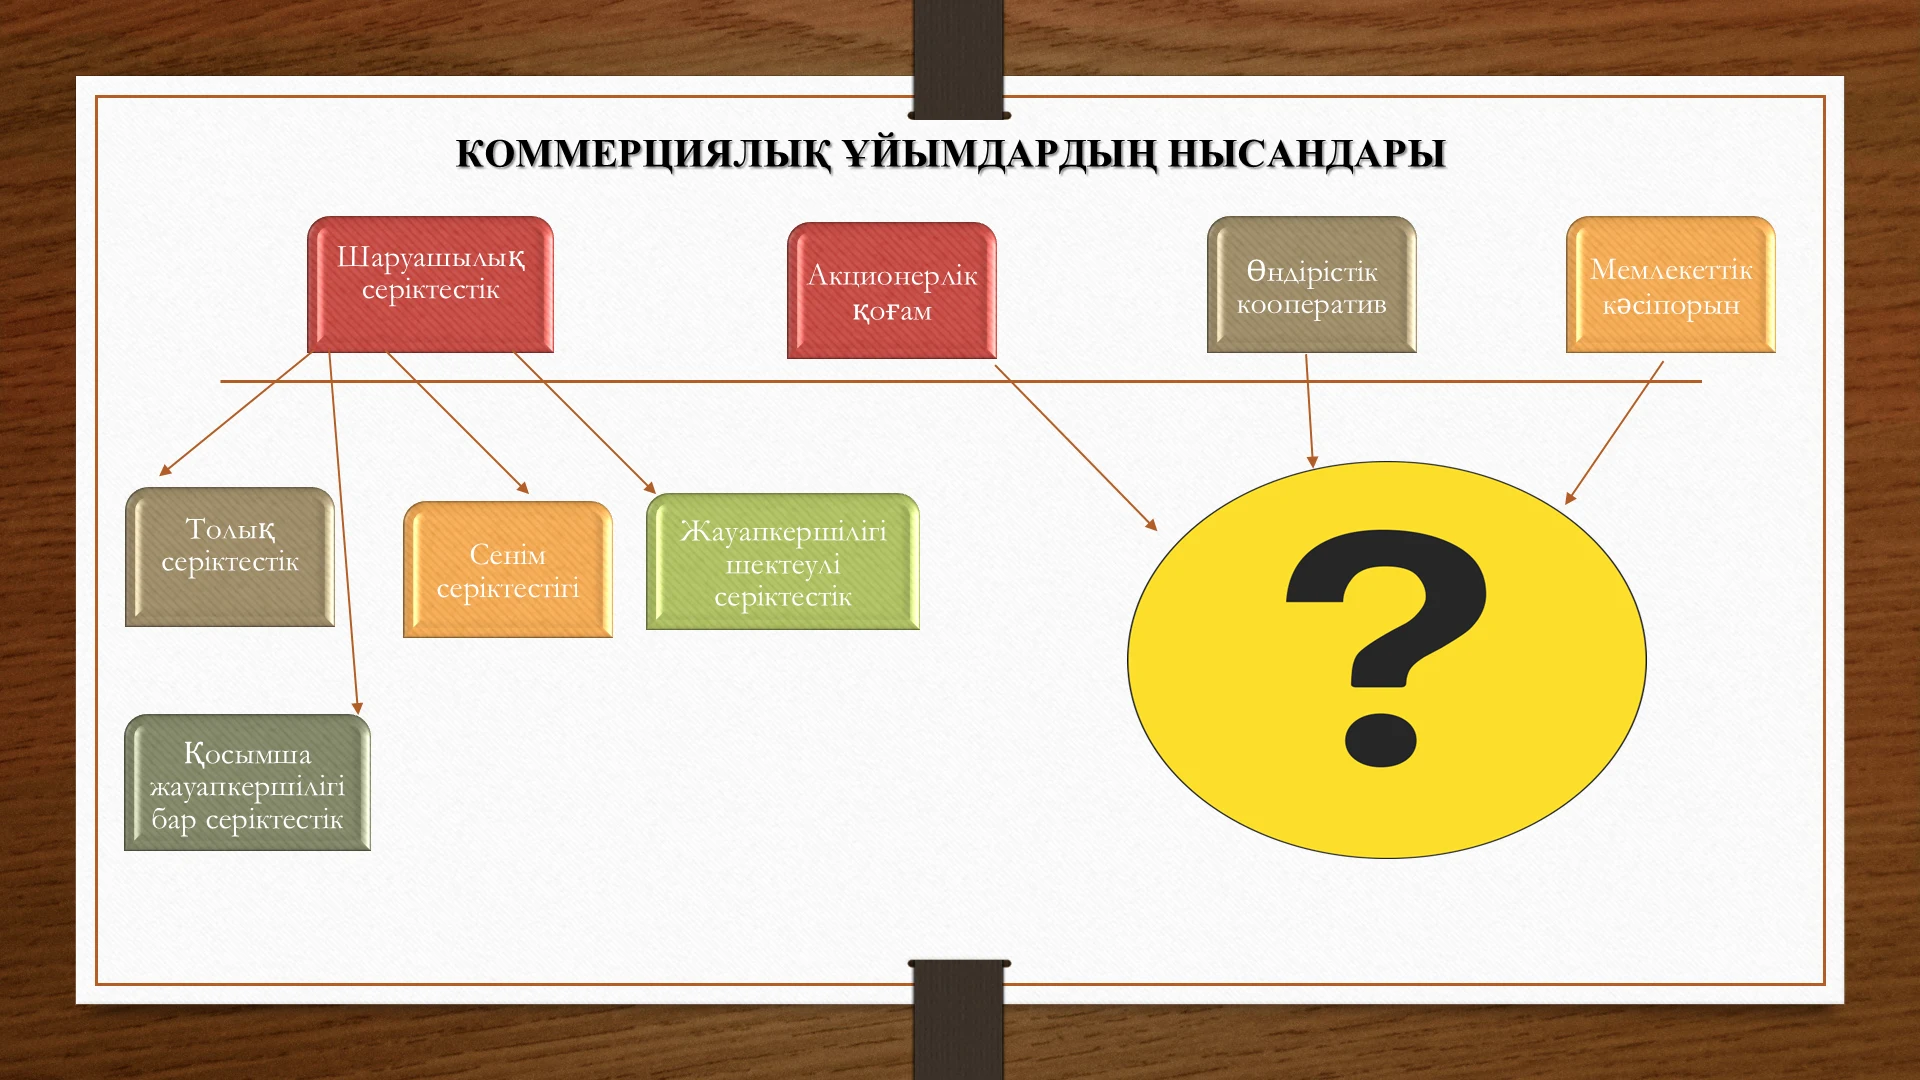 КОММЕРЦИЯЛЫҚ ҰЙЫМДАРДЫҢ НЫСАНДАРЫ
Шаруашылық
серіктестік
Акционерлік
қоғам
Өндірістік
кооператив
Мемлекеттік
кәсіпорын
Толық
серіктестік
Сенім
серіктестігі
Жауапкершілігі
шектеулі
серіктестік
?
Қосымша
жауапкершілігі
бар серіктестік